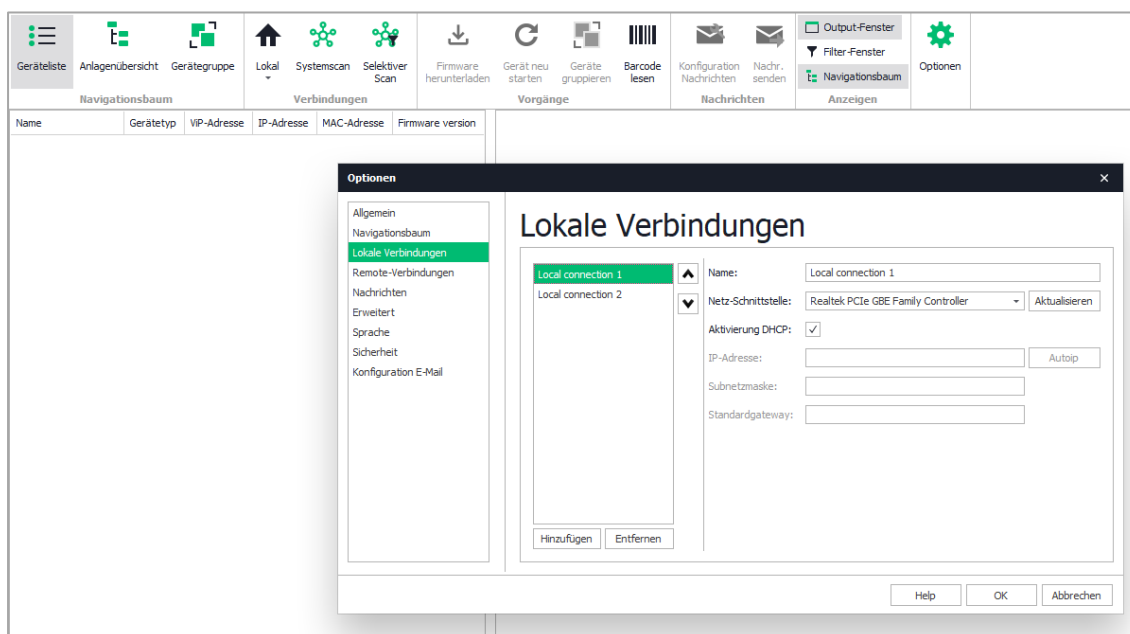 Geräteliste
Anlagenübersicht
Gerätegruppe
Navigationsbaum
Lokal
Systemscan
Selektiver
Scan
Verbindungen
Firmware
herunterladen
Gerät neu
starten
Geräte
gruppieren
Barcode
lesen
Vorgänge
Konfiguration
Nachrichten
Nachr.
senden
Nachrichten
Output-Fenster
Filter-Fenster
Navigationsbaum
Anzeigen
Optionen
Name Gerätetyp ViP-Adresse IP-Adresse MAC-Adresse Firmware version
Optionen
Allgemein
Navigationsbaum
Lokale Verbindungen
Remote-Verbindungen
Nachrichten
Erweitert
Sprache
Sicherheit
Konfiguration E-Mail
Lokale Verbindungen
Local connection 1
Local connection 2
Hinzufügen Entfernen
Name: Local connection 1
Netz-Schnittstelle: Realtek PCIe GBE Family Controller Aktualisieren
Aktivierung DHCP:
IP-Adresse: Autoip
Subnetzmaske:
Standardgateway:
Help OK Abbrechen